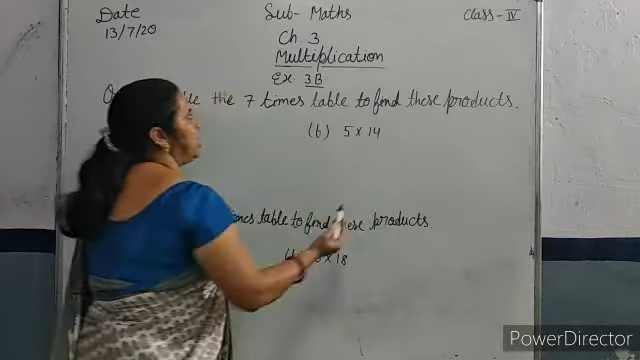 Date
13/7/20
Sub- Maths
Class- IV
Ch 3
Multiplication
Ex. 3B
the 7 times table to find these products.
(b) 5 x 14
times table to find these products.
x 18
PowerDirector